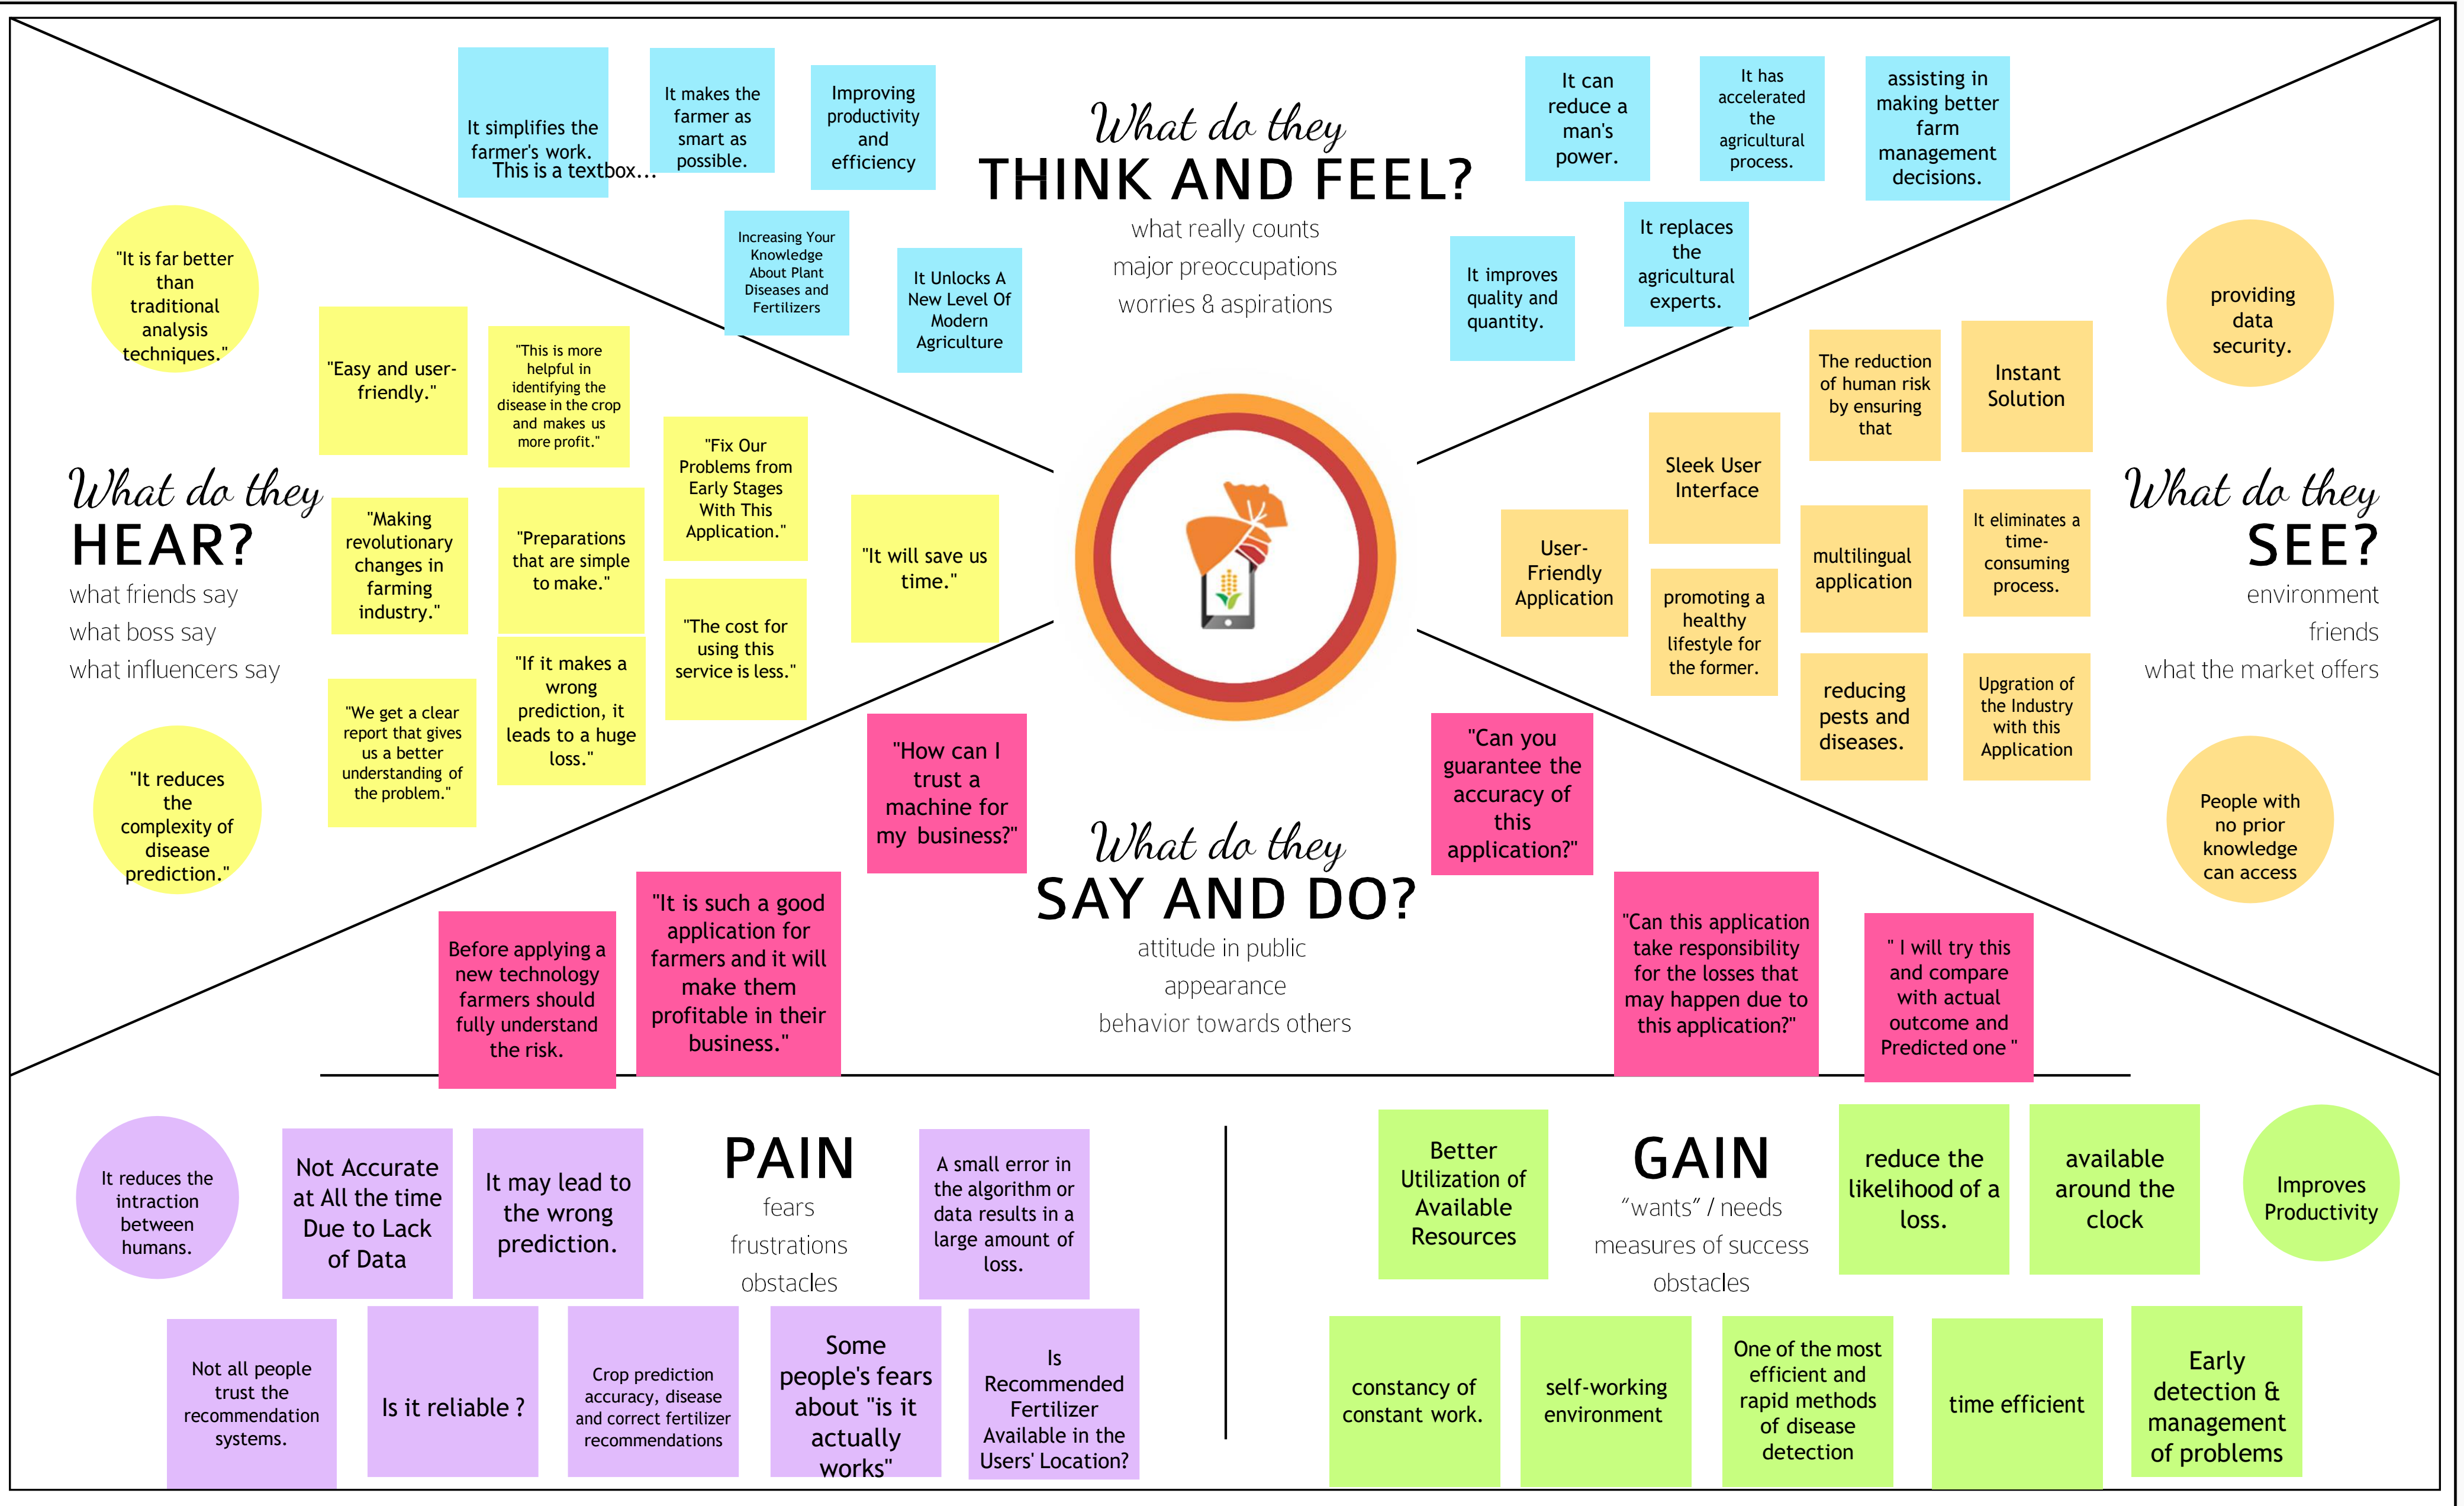 It simplifies the
farmer's work.
This is a textbox...
It makes the
farmer as
smart as
possible.
Improving
productivity
and
efficiency
Increasing Your
Knowledge
About Plant
Diseases and
Fertilizers
It Unlocks A
New Level Of
Modern
Agriculture
What do they
THINK AND FEEL?
what really counts
major preoccupations
worries & aspirations
It can
reduce a
man's
power.
It has
accelerated
the
agricultural
process.
assisting in
making better
farm
management
decisions.
It improves
quality and
quantity.
It replaces
the
agricultural
experts.
"It is far better
than
traditional
analysis
techniques."
"Easy and user-
friendly."
"This is more
helpful in
identifying the
disease in the crop
and makes us
more profit."
"Fix Our
Problems from
Early Stages
With This
Application."
What do they
HEAR?
what friends say
what boss say
what influencers say
"Making
revolutionary
changes in
farming
industry."
"Preparations
that are simple
to make."
"It will save us
time."
"The cost for
using this
service is less."
"If it makes a
wrong
prediction, it
leads to a huge
loss."
"We get a clear
report that gives
us a better
understanding of
the problem."
"It reduces
the
complexity of
disease
prediction."
providing
data
security.
The reduction
of human risk
by ensuring
that
Instant
Solution
Sleek User
Interface
User-
Friendly
Application
multilingual
application
It eliminates a
time-
consuming
process.
What do they
SEE?
environment
friends
what the market offers
promoting a
healthy
lifestyle for
the former.
reducing
pests and
diseases.
Upgration of
the Industry
with this
Application
People with
no prior
knowledge
can access
"How can I
trust a
machine for
my business?"
"Can you
guarantee the
accuracy of
this
application?"
What do they
SAY AND DO?
attitude in public
appearance
behavior towards others
Before applying a
new technology
farmers should
fully understand
the risk.
"It is such a good
application for
farmers and it will
make them
profitable in their
business."
"Can this application
take responsibility
for the losses that
may happen due to
this application?"
" I will try this
and compare
with actual
outcome and
Predicted one "
It reduces the
intraction
between
humans.
Not Accurate
at All the time
Due to Lack
of Data
It may lead to
the wrong
prediction.
PAIN
fears
frustrations
obstacles
A small error in
the algorithm or
data results in a
large amount of
loss.
Not all people
trust the
recommendation
systems.
Is it reliable ?
Crop prediction
accuracy, disease
and correct fertilizer
recommendations
Some
people's fears
about "is it
actually
works"
Is
Recommended
Fertilizer
Available in the
Users' Location?
Better
Utilization of
Available
Resources
GAIN
“wants” / needs
measures of success
obstacles
reduce the
likelihood of a
loss.
available
around the
clock
Improves
Productivity
constancy of
constant work.
self-working
environment
One of the most
efficient and
rapid methods
of disease
detection
time efficient
Early
detection &
management
of problems